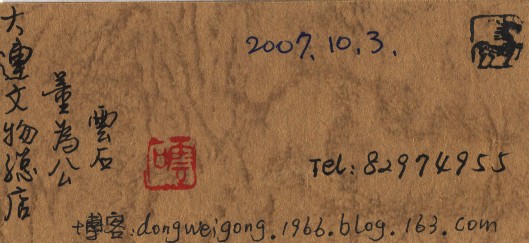 大連文物總店
董為公
雲石
2007.10.3.
Tel: 82974955
博客:dongweigong.1966.blog.163.com